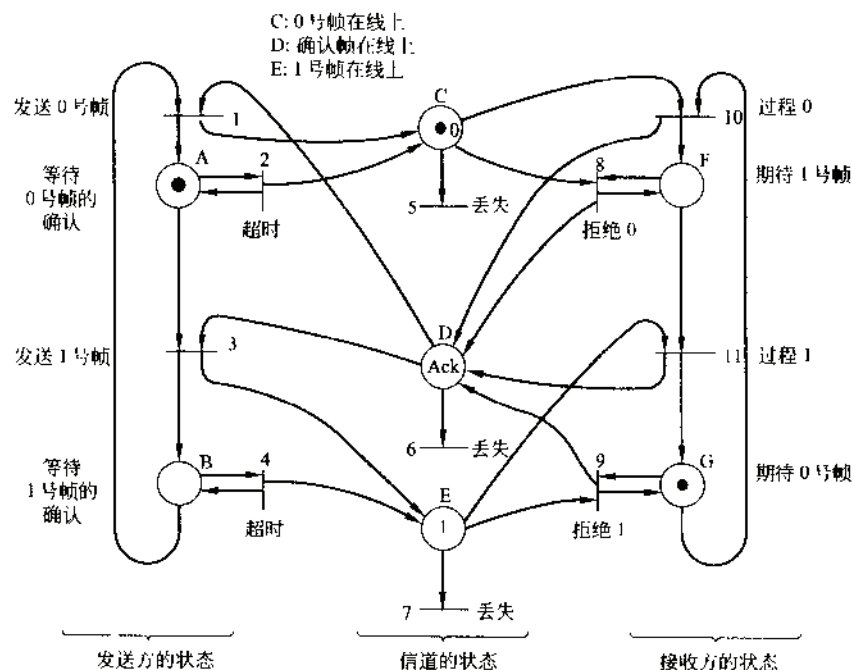 C: 0 号帧在线上
D: 确认帧在线上
E: 1 号帧在线上
C
发送 0 号帧
1
0
10
过程 0
A
2
8
F
等待
0 号帧的
确认
超时
5
丢失
拒绝 0
期待 1 号帧
D
发送 1 号帧
3
Ack
11
过程 1
6
丢失
B
4
E
9
G
等待
1 号帧的
确认
超时
1
拒绝 1
期待 0 号帧
7
丢失
发送方的状态
信道的状态
接收方的状态